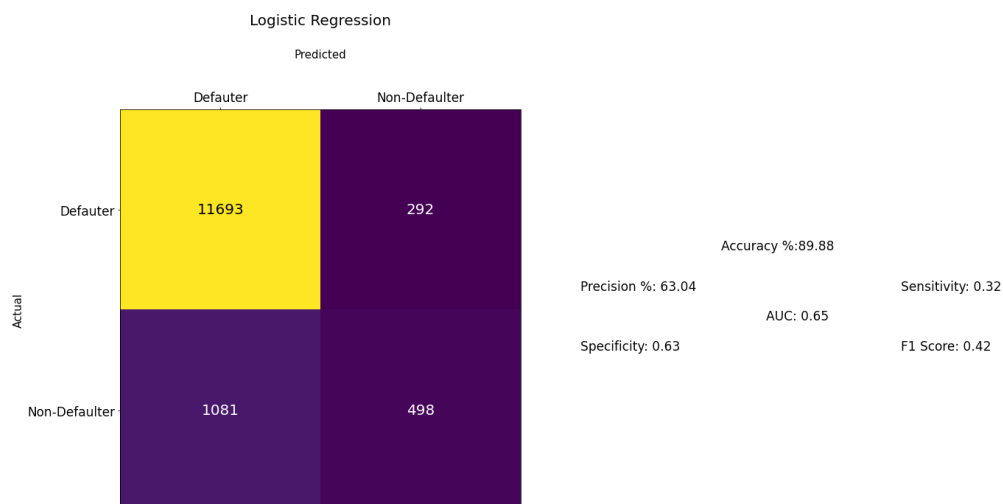 Logistic Regression
Predicted
Defauter Non-Defaulter
Defauter 11693 292
Accuracy %:89.88
Precision %: 63.04 Sensitivity: 0.32
Actual
AUC: 0.65
Specificity: 0.63 F1 Score: 0.42
Non-Defaulter 1081 498